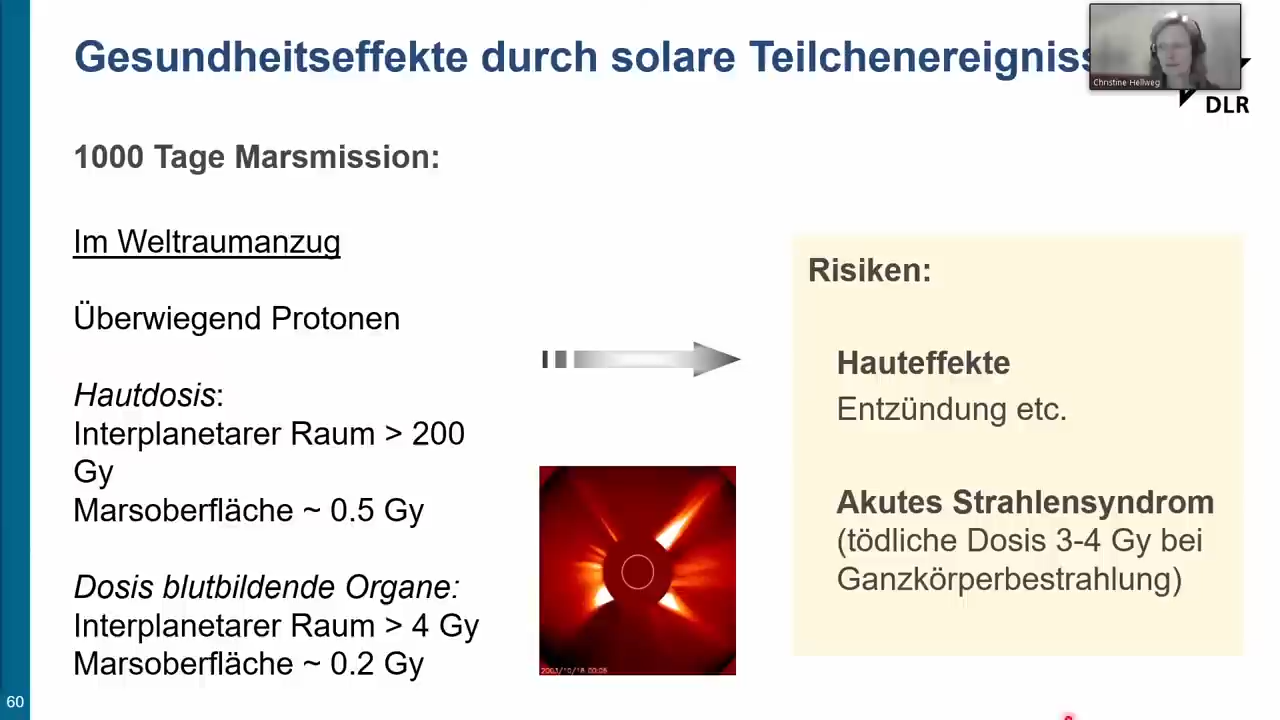 Gesundheitseffekte durch solare Teilchenereigniss
Christine Hellweg
DLR
1000 Tage Marsmission:
Im Weltraumanzug
Überwiegend Protonen
Hautdosis:
Interplanetarer Raum > 200
Gy
Marsoberfläche ~ 0.5 Gy
Dosis blutbildende Organe:
Interplanetarer Raum > 4 Gy
Marsoberfläche ~ 0.2 Gy
Risiken:
Hauteffekte
Entzündung etc.
Akutes Strahlensyndrom
(tödliche Dosis 3-4 Gy bei
Ganzkörperbestrahlung)
60